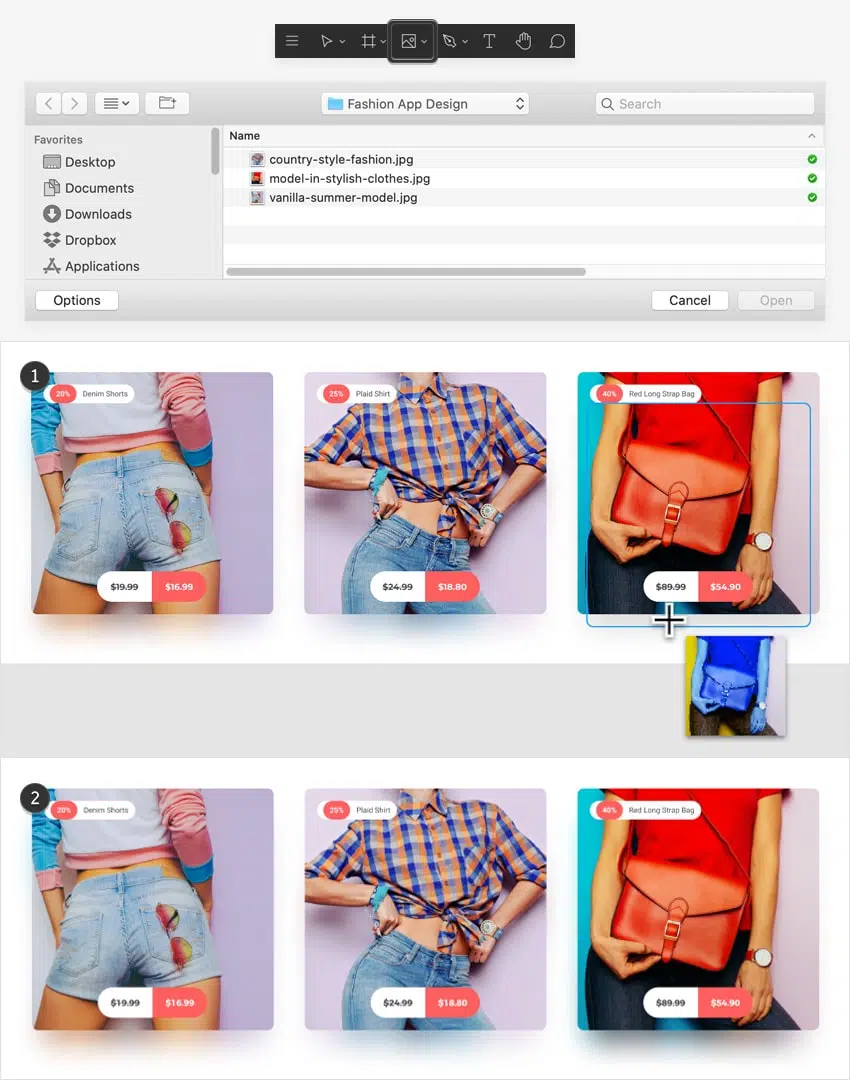 Fashion App Design
Search
Favorites
Name
Desktop
country-style-fashion.jpg
Documents
model-in-stylish-clothes.jpg
Downloads
vanilla-summer-model.jpg
Dropbox
Applications
Options
Cancel
Open
1
20% Denim Shorts
25% Plaid Shirt
40% Red Long Strap Bag
$19.99 $16.99
$24.99 $18.80
$89.99 $54.90
2
20% Denim Shorts
25% Plaid Shirt
40% Red Long Strap Bag
$19.99 $16.99
$24.99 $18.80
$89.99 $54.90